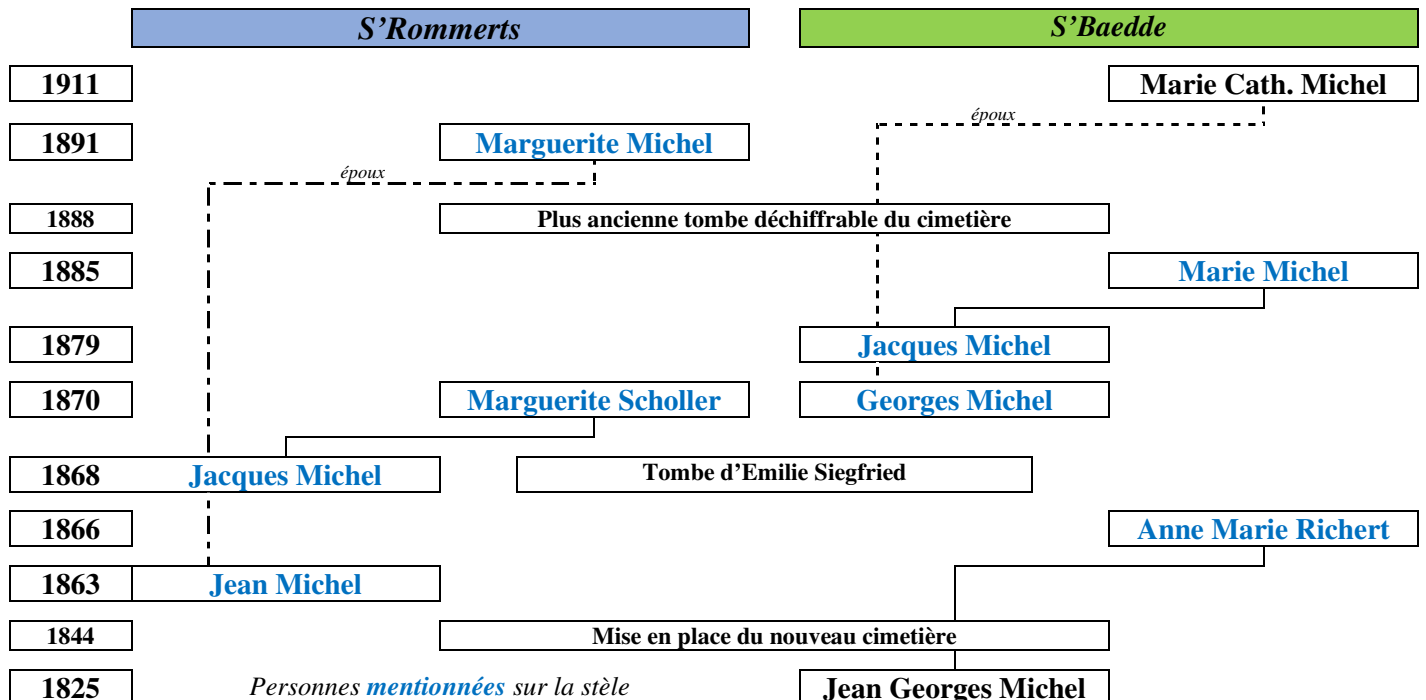 S'Rommerts S'Baedde
1911 Marie Cath. Michel
époux
1891 Marguerite Michel
époux
1888 Plus ancienne tombe déchiffrable du cimetière
1885 Marie Michel
1879 Jacques Michel
1870 Marguerite Scholler Georges Michel
1868 Jacques Michel Tombe d'Emilie Siegfried
1866 Anne Marie Richert
1863 Jean Michel
1844 Mise en place du nouveau cimetière
1825 Personnes mentionnées sur la stèle Jean Georges Michel